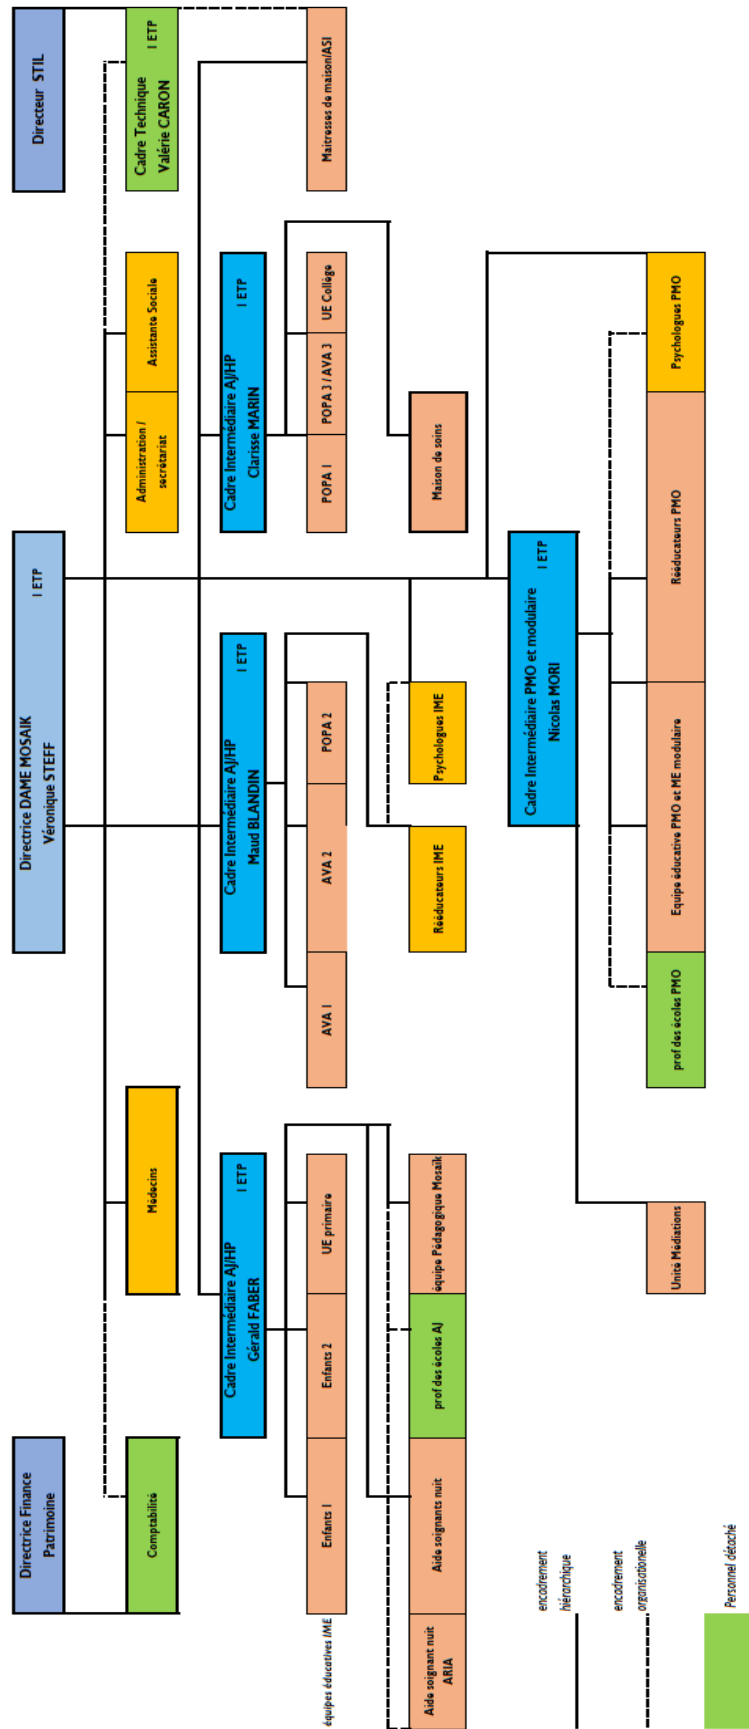 Directrice Finance
Patrimoine
Directrice DAME MOSAIK
Véronique STEFF
1 ETP
Directeur STIL
Comptabilité
Médecins
Administration /
secrétariat
Assistante Sociale
Cadre Technique
Valérie CARON
1 ETP
Cadre Intermédiaire AJ/HP
Gérald FABER
1 ETP
Cadre Intermédiaire AJ/HP
Maud BLANDIN
1 ETP
Cadre Intermédiaire AJ/HP
Clarisse MARIN
1 ETP
équipes éducatives IME
Enfants 1
Enfants 2
UE primaire
AVA 1
AVA 2
POPA 2
POPA 1
POPA 3 / AVA 3
UE Collège
Maitresses de maison/ASI
Aide soignant nuit
ARIA
Aide soignants nuit
prof des écoles AJ
équipe Pédagogique Mosaik
Rééducateurs IME
Psychologues IME
Maison de soins
Cadre Intermédiaire PMO et modulaire
Nicolas MORI
1 ETP
Unité Médiations
prof des écoles PMO
Equipe éducative PMO et ME modulaire
Rééducateurs PMO
Psychologues PMO
encadrement
hiérarchique
encadrement
organisationelle
Personnel détaché